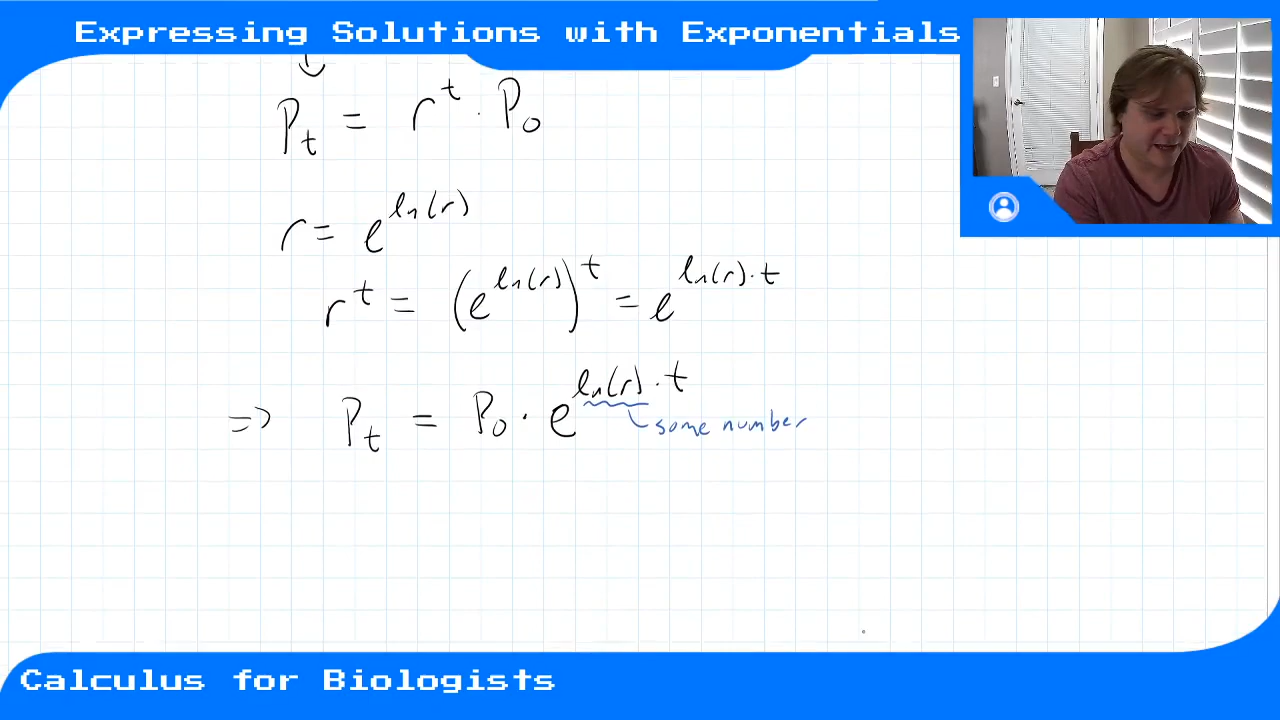 Expressing Solutions with Exponentials
P_t = r^t · P_0
r = e^{ln(r)}
r^t = (e^{ln(r)})^t = e^{ln(r)·t}
=> P_t = P_0 · e^{ln(r)·t}
some number
Calculus for Biologists